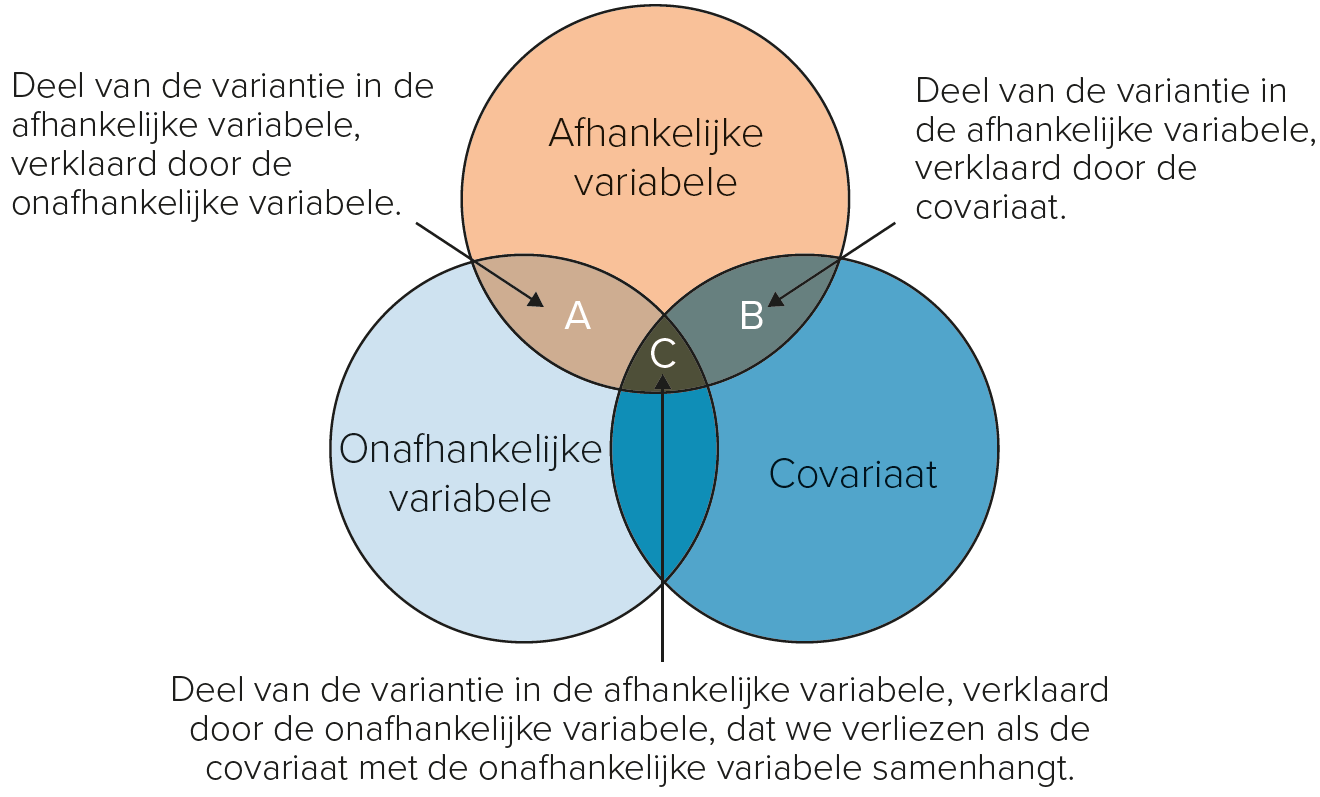 Deel van de variantie in de
afhankelijke variabele,
verklaard door de
onafhankelijke variabele.
Afhankelijke
variabele
Deel van de variantie in
de afhankelijke variabele,
verklaard door de
covariaat.
A
B
C
Onafhankelijke
variabele
Covariaat
Deel van de variantie in de afhankelijke variabele, verklaard
door de onafhankelijke variabele, dat we verliezen als de
covariaat met de onafhankelijke variabele samenhangt.